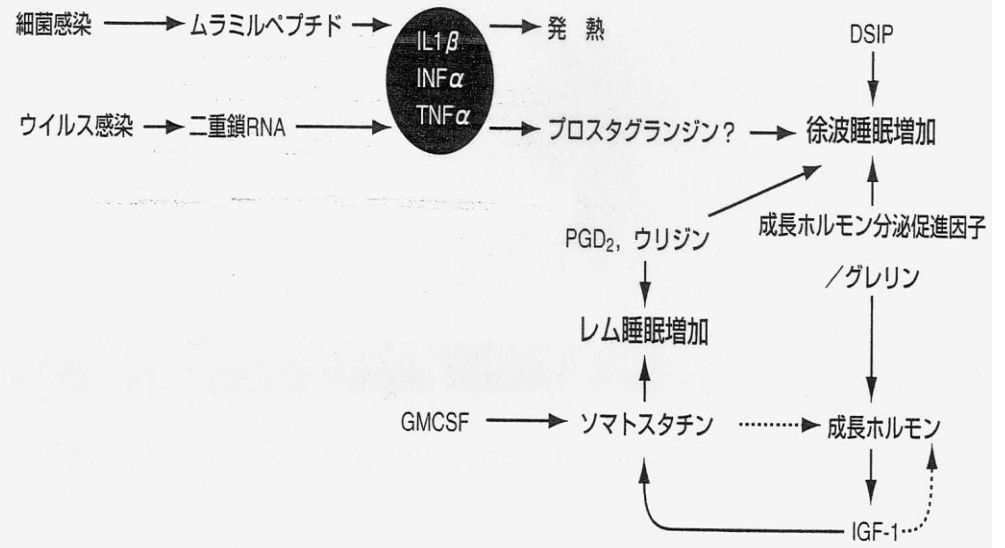 細菌感染 ムラミルペプチド IL1β 発 熱 DSIP
INFα
TNFα
ウイルス感染 二重鎖RNA プロスタグランジン？ 徐波睡眠増加
PGD₂，ウリジン 成長ホルモン分泌促進因子
／グレリン
レム睡眠増加
GMCSF ソマトスタチン 成長ホルモン
IGF-1